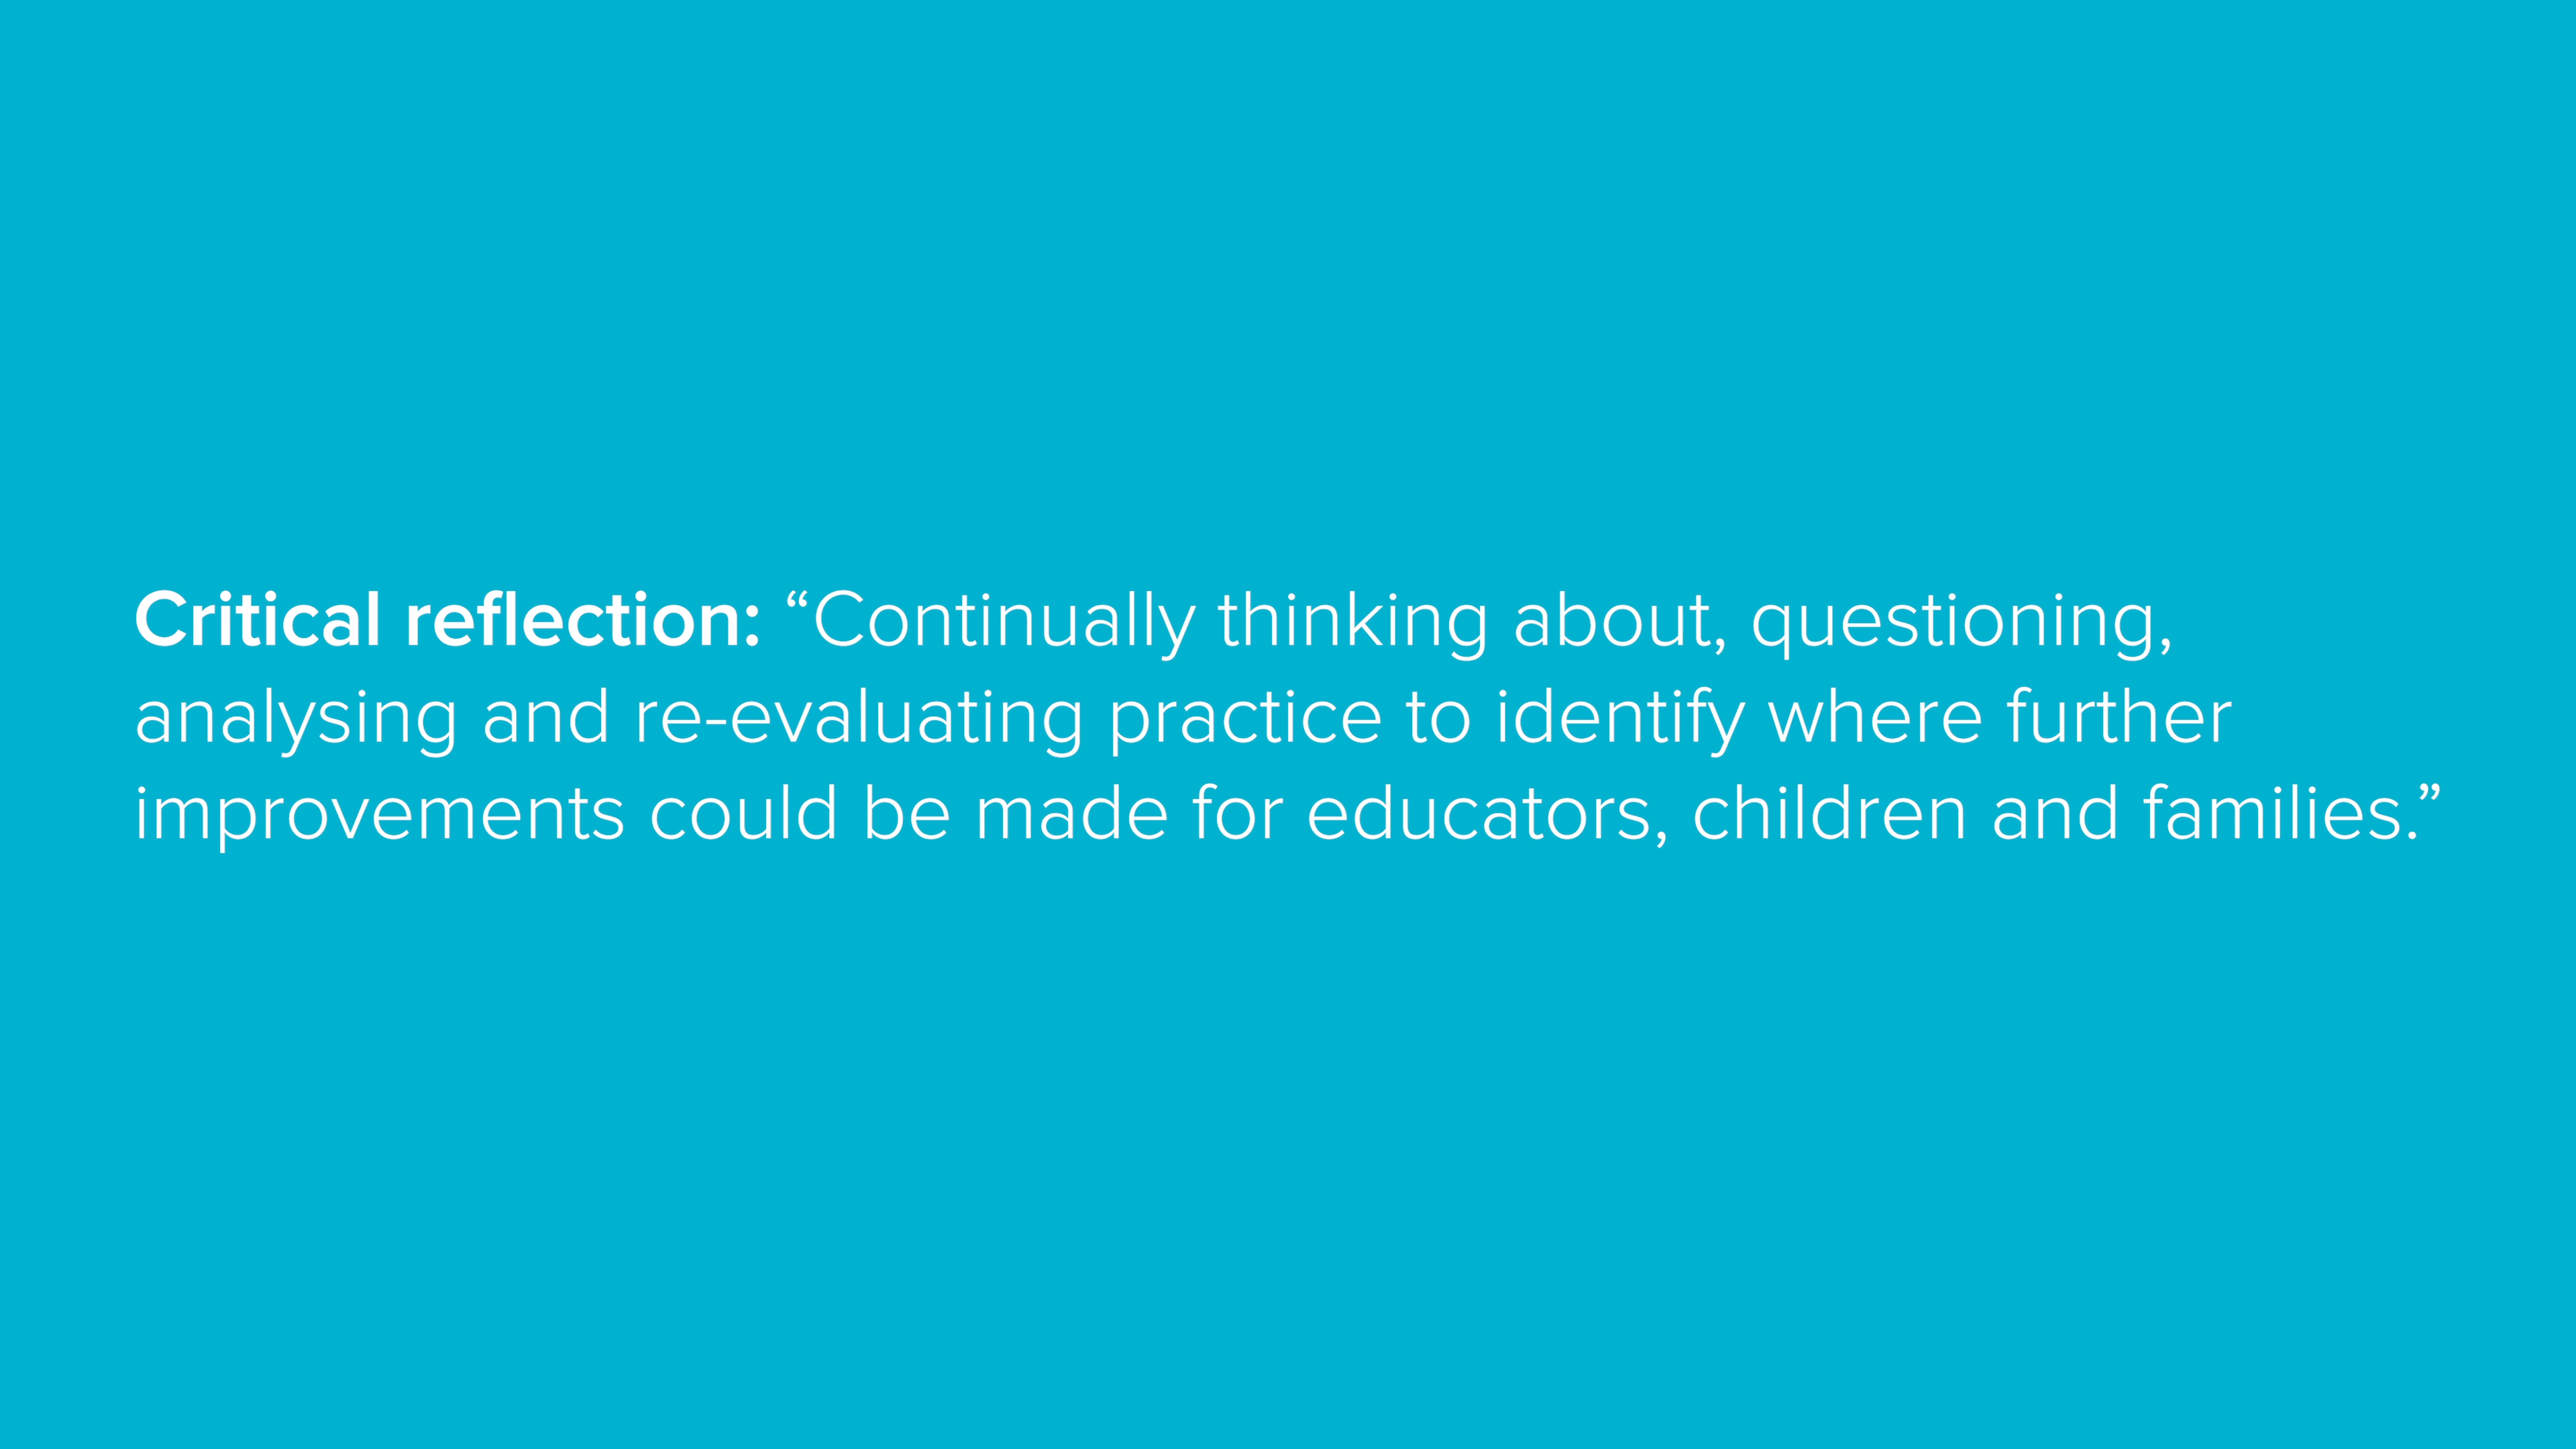 Critical reflection: “Continually thinking about, questioning,
analysing and re-evaluating practice to identify where further
improvements could be made for educators, children and families.”